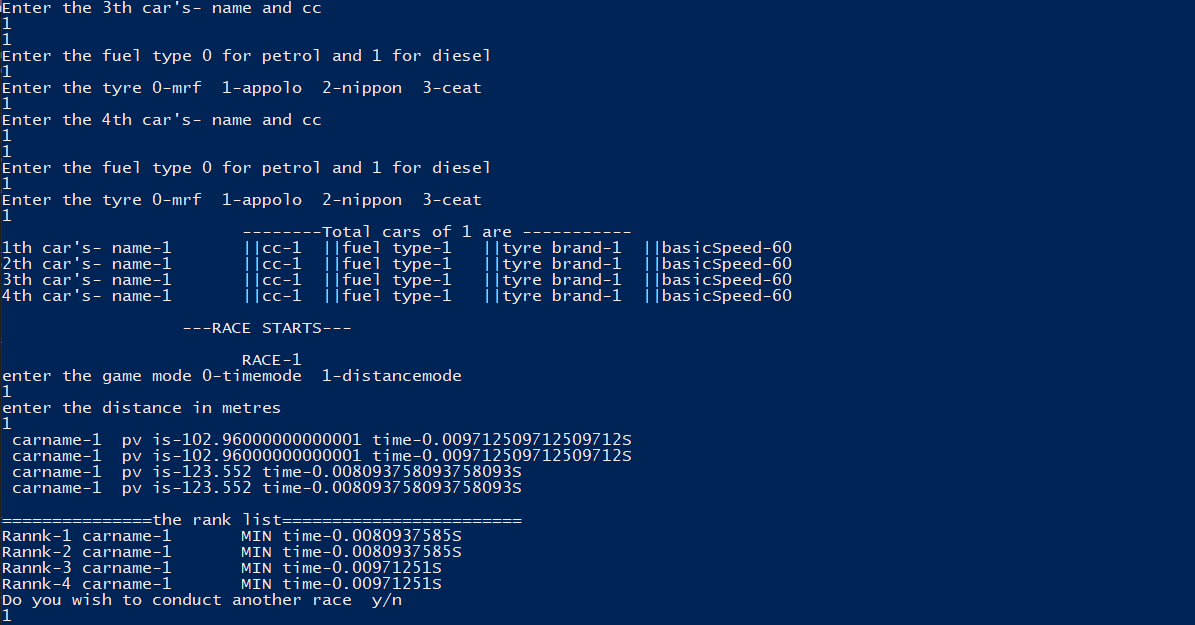 Enter the 3th car's- name and cc
1
1
Enter the fuel type 0 for petrol and 1 for diesel
1
Enter the tyre 0-mrf  1-appolo  2-nippon  3-ceat
1
Enter the 4th car's- name and cc
1
1
Enter the fuel type 0 for petrol and 1 for diesel
1
Enter the tyre 0-mrf  1-appolo  2-nippon  3-ceat
1
--------Total cars of 1 are -----------
1th car's- name-1 ||cc-1 ||fuel type-1 ||tyre brand-1 ||basicSpeed-60
2th car's- name-1 ||cc-1 ||fuel type-1 ||tyre brand-1 ||basicSpeed-60
3th car's- name-1 ||cc-1 ||fuel type-1 ||tyre brand-1 ||basicSpeed-60
4th car's- name-1 ||cc-1 ||fuel type-1 ||tyre brand-1 ||basicSpeed-60
---RACE STARTS---
RACE-1
enter the game mode 0-timemode  1-distancemode
1
enter the distance in metres
1
carname-1  pv is-102.96000000000001 time-0.009712509712509712S
carname-1  pv is-102.96000000000001 time-0.009712509712509712S
carname-1  pv is-123.552 time-0.008093758093758093S
carname-1  pv is-123.552 time-0.008093758093758093S
===============the rank list========================
Rannk-1 carname-1 MIN time-0.0080937585S
Rannk-2 carname-1 MIN time-0.0080937585S
Rannk-3 carname-1 MIN time-0.00971251S
Rannk-4 carname-1 MIN time-0.00971251S
Do you wish to conduct another race  y/n
1